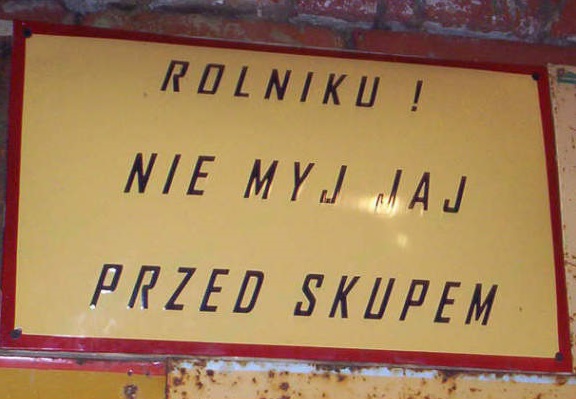 ROLNIKU !
NIE MYJ JAJ
PRZED SKUPEM